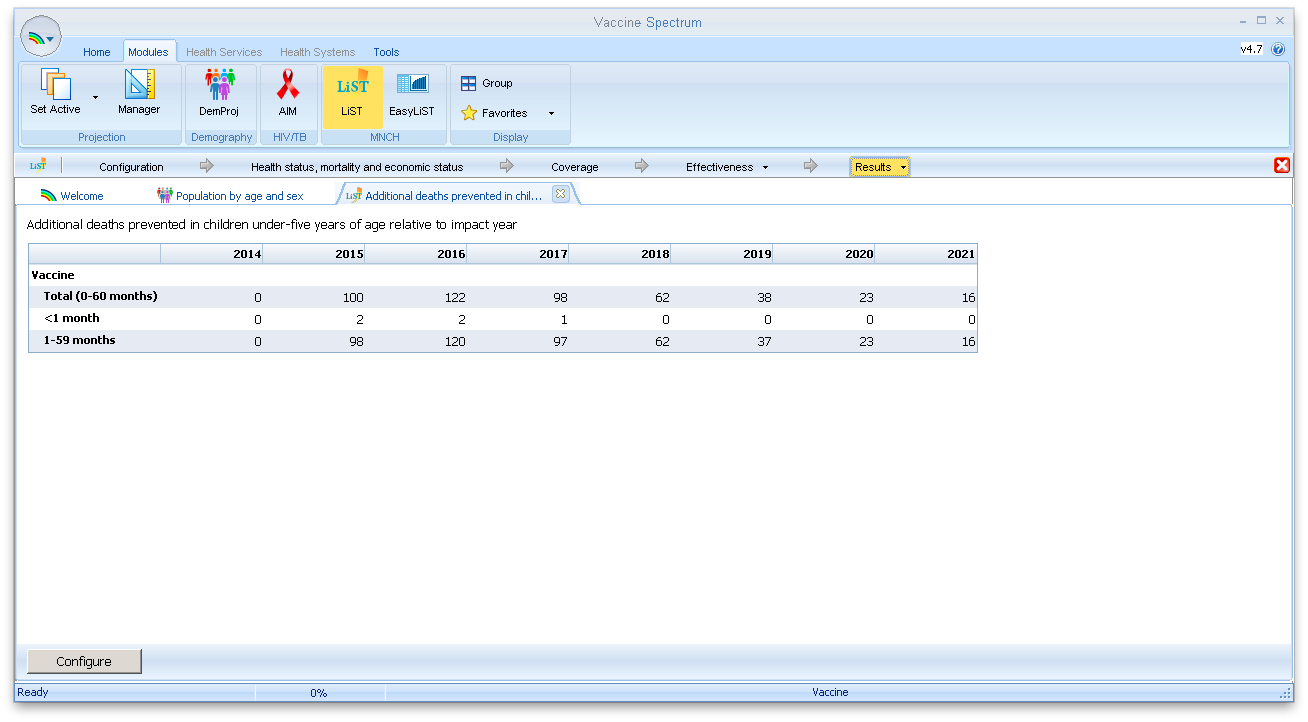 Vaccine Spectrum
Home Modules Health Services Health Systems Tools v4.7
LiST
Set Active Manager DemProj AIM LiST EasyLiST Group
Favorites
Projection Demography HIV/TB MNCH Display
LiST Configuration Health status, mortality and economic status Coverage Effectiveness Results
Welcome Population by age and sex LiST Additional deaths prevented in chil...
Additional deaths prevented in children under-five years of age relative to impact year
2014 2015 2016 2017 2018 2019 2020 2021
Vaccine
Total (0-60 months) 0 100 122 98 62 38 23 16
<1 month 0 2 2 1 0 0 0 0
1-59 months 0 98 120 97 62 37 23 16
Configure
Ready 0% Vaccine